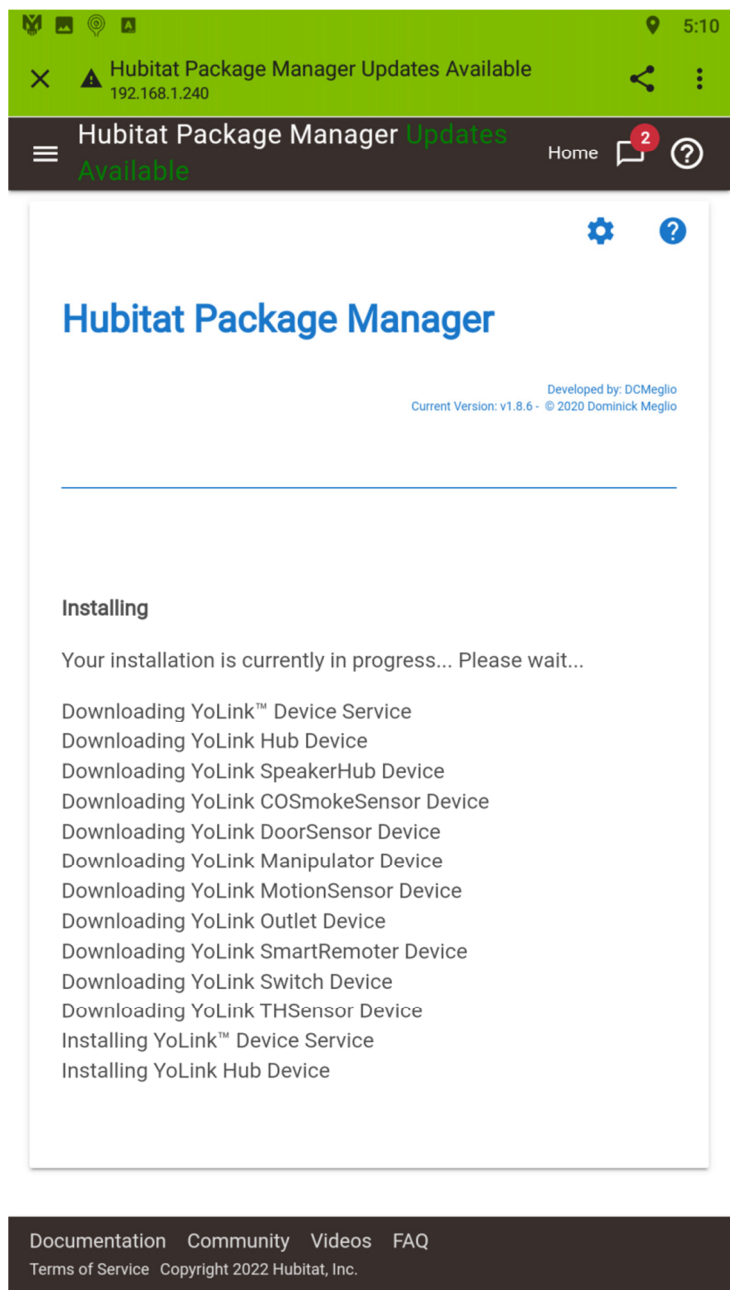 5:10
Hubitat Package Manager Updates Available
192.168.1.240
Hubitat Package Manager Updates
Available
Home
2
Hubitat Package Manager
Developed by: DCMeglio
Current Version: v1.8.6 - © 2020 Dominick Meglio
Installing
Your installation is currently in progress... Please wait...
Downloading YoLink™ Device Service
Downloading YoLink Hub Device
Downloading YoLink SpeakerHub Device
Downloading YoLink COSmokeSensor Device
Downloading YoLink DoorSensor Device
Downloading YoLink Manipulator Device
Downloading YoLink MotionSensor Device
Downloading YoLink Outlet Device
Downloading YoLink SmartRemoter Device
Downloading YoLink Switch Device
Downloading YoLink THSensor Device
Installing YoLink™ Device Service
Installing YoLink Hub Device
Documentation Community Videos FAQ
Terms of Service Copyright 2022 Hubitat, Inc.